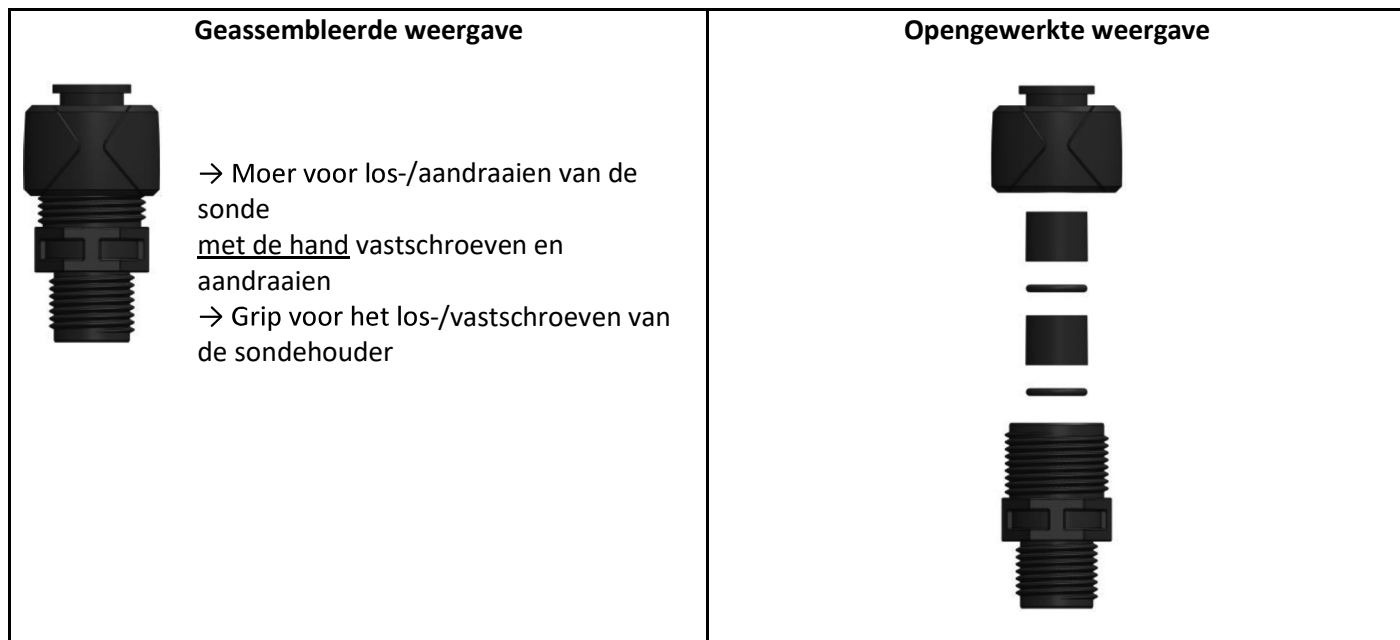 Geassembleerde weergave
Opengewerkte weergave
→ Moer voor los-/aandraaien van de
sonde
met de hand vastschroeven en
aandraaien
→ Grip voor het los-/vastschroeven van
de sondehouder